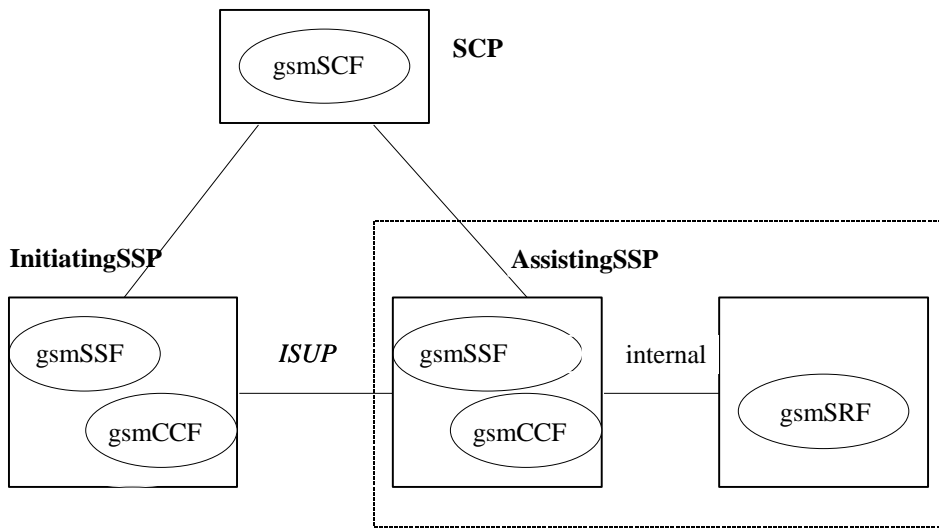 SCP
gsmSCF
InitiatingSSP
AssistingSSP
gsmSSF
ISUP
gsmSSF
internal
gsmCCF
gsmCCF
gsmSRF